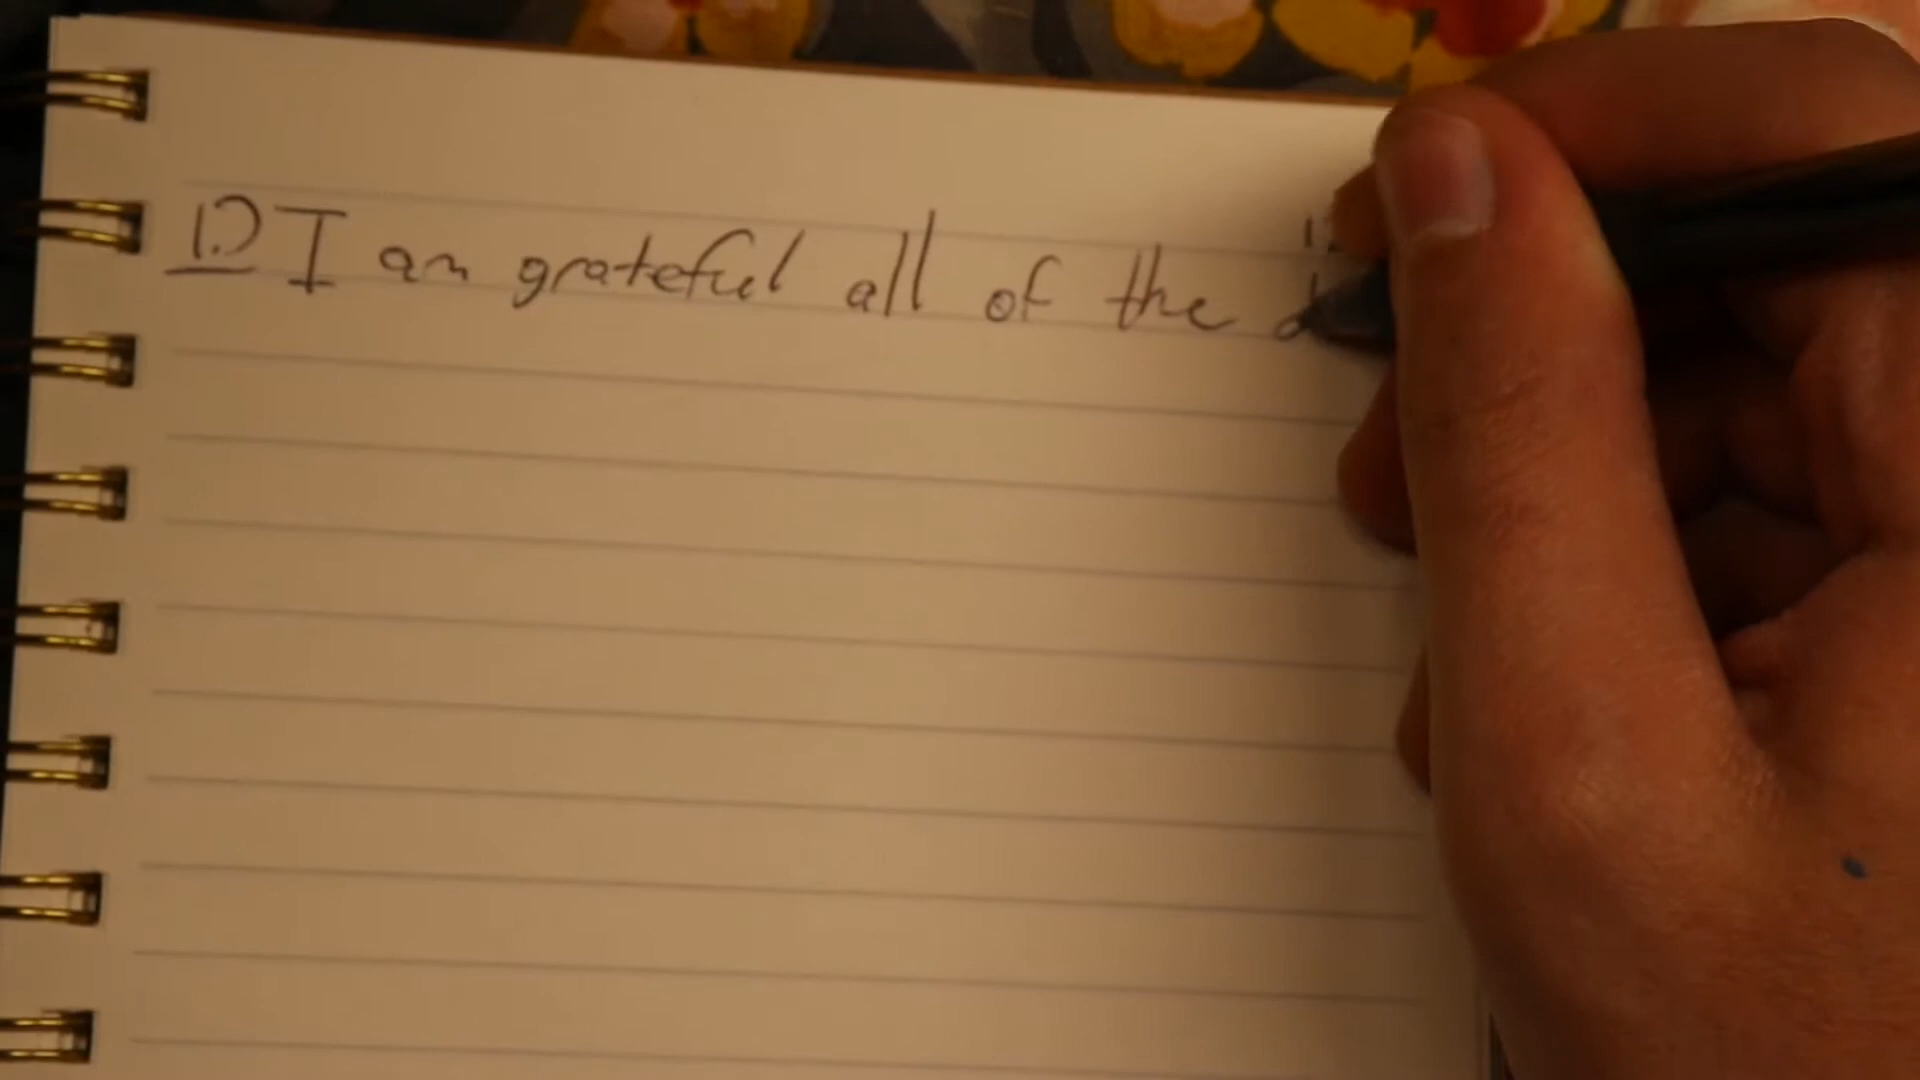 1.) I am grateful all of the